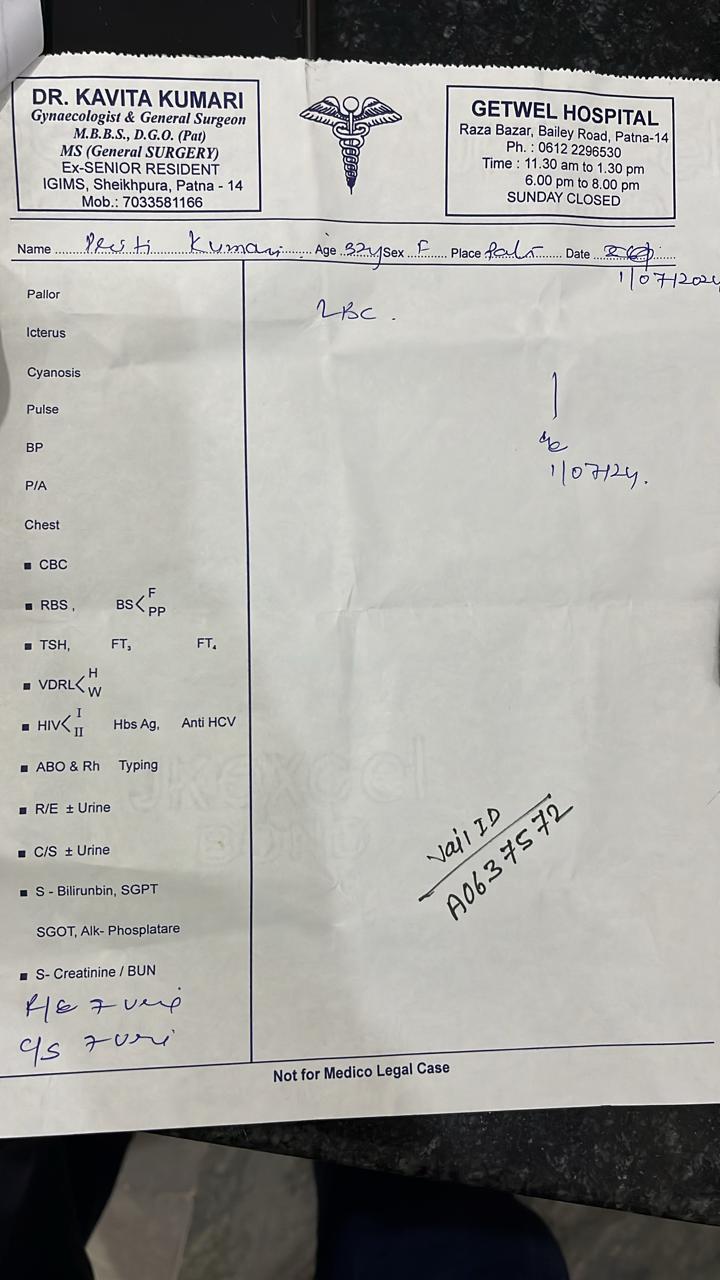 DR. KAVITA KUMARI
Gynaecologist & General Surgeon
M.B.B.S., D.G.O. (Pat)
MS (General SURGERY)
Ex-SENIOR RESIDENT
IGIMS, Sheikhpura, Patna - 14
Mob.: 7033581166
GETWEL HOSPITAL
Raza Bazar, Bailey Road, Patna-14
Ph. : 0612 2296530
Time : 11.30 am to 1.30 pm
6.00 pm to 8.00 pm
SUNDAY CLOSED
Name Kumari Age 32y Sex F Place Date
1/07/2024
Pallor
Icterus
Cyanosis
Pulse
BP
P/A
Chest
1/07/24.
■ CBC
■ RBS, BS< F PP
■ TSH, FT₃ FT₄
■ VDRL< H W
■ HIV< I II Hbs Ag, Anti HCV
■ ABO & Rh Typing
■ R/E ± Urine
■ C/S ± Urine
■ S - Bilirunbin, SGPT
SGOT, Alk- Phosplatare
■ S- Creatinine / BUN
R/E
C/S
Vail ID
A0637572
Not for Medico Legal Case